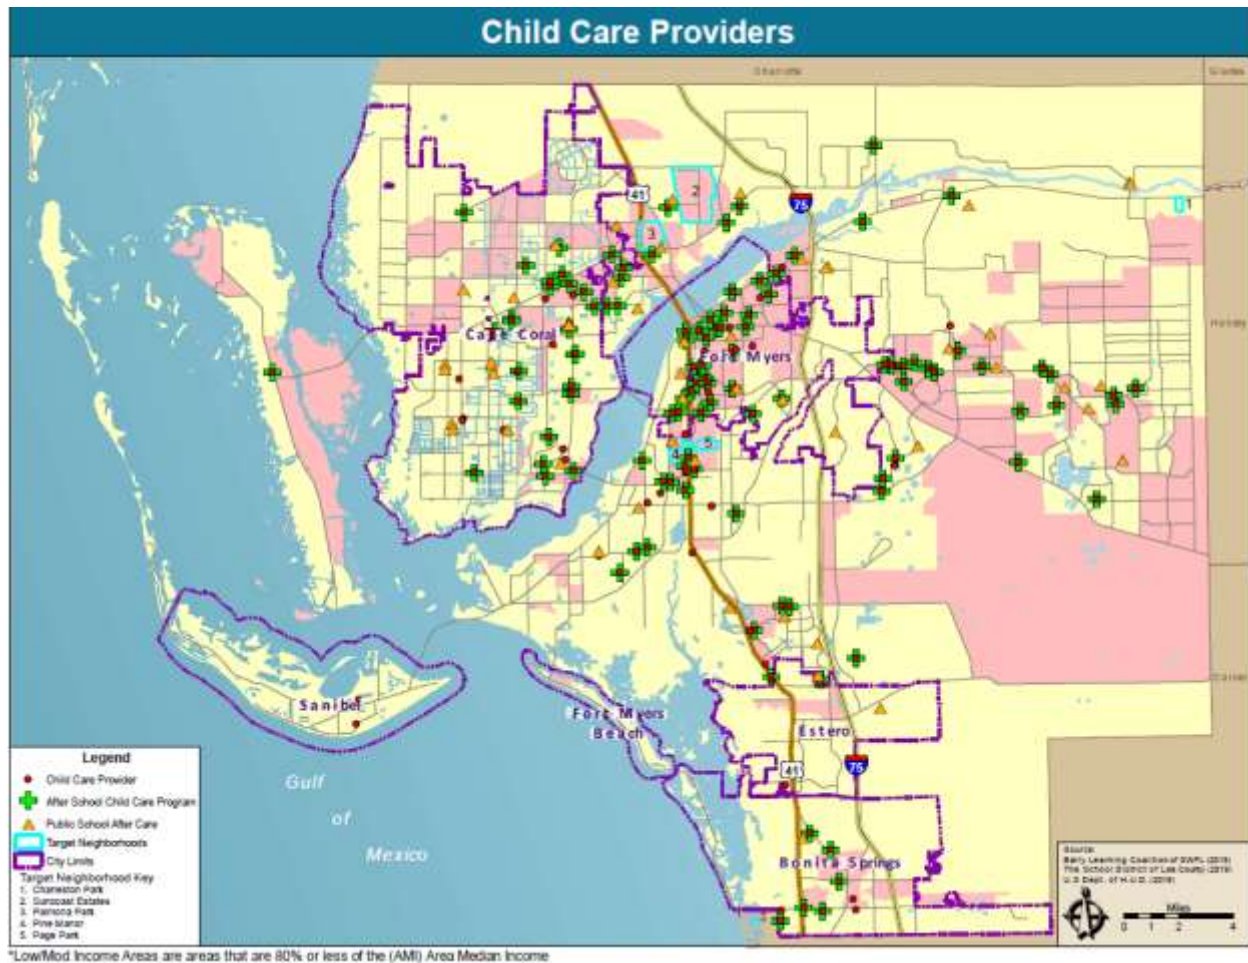 Child Care Providers
Charlotte
Glades
41
2
75
1
3
Hendry
Cape Coral
Fort Myers
5
4
Collier
Sanibel
Fort Myers
Beach
Estero
41
75
Bonita Springs
Gulf
of
Mexico
Legend
Child Care Provider
After School Child Care Program
Public School After Care
Target Neighborhoods
City Limits
Target Neighborhood Key
1. Charleston Park
2. Suncoast Estates
3. Palmona Park
4. Pine Manor
5. Page Park
Source:
Early Learning Coalition of SWFL (2019)
The School District of Lee County (2019)
U.S Dept. of H.U.D. (2019)
Miles
0 1 2 4
*Low/Mod Income Areas are areas that are 80% or less of the (AMI) Area Median Income